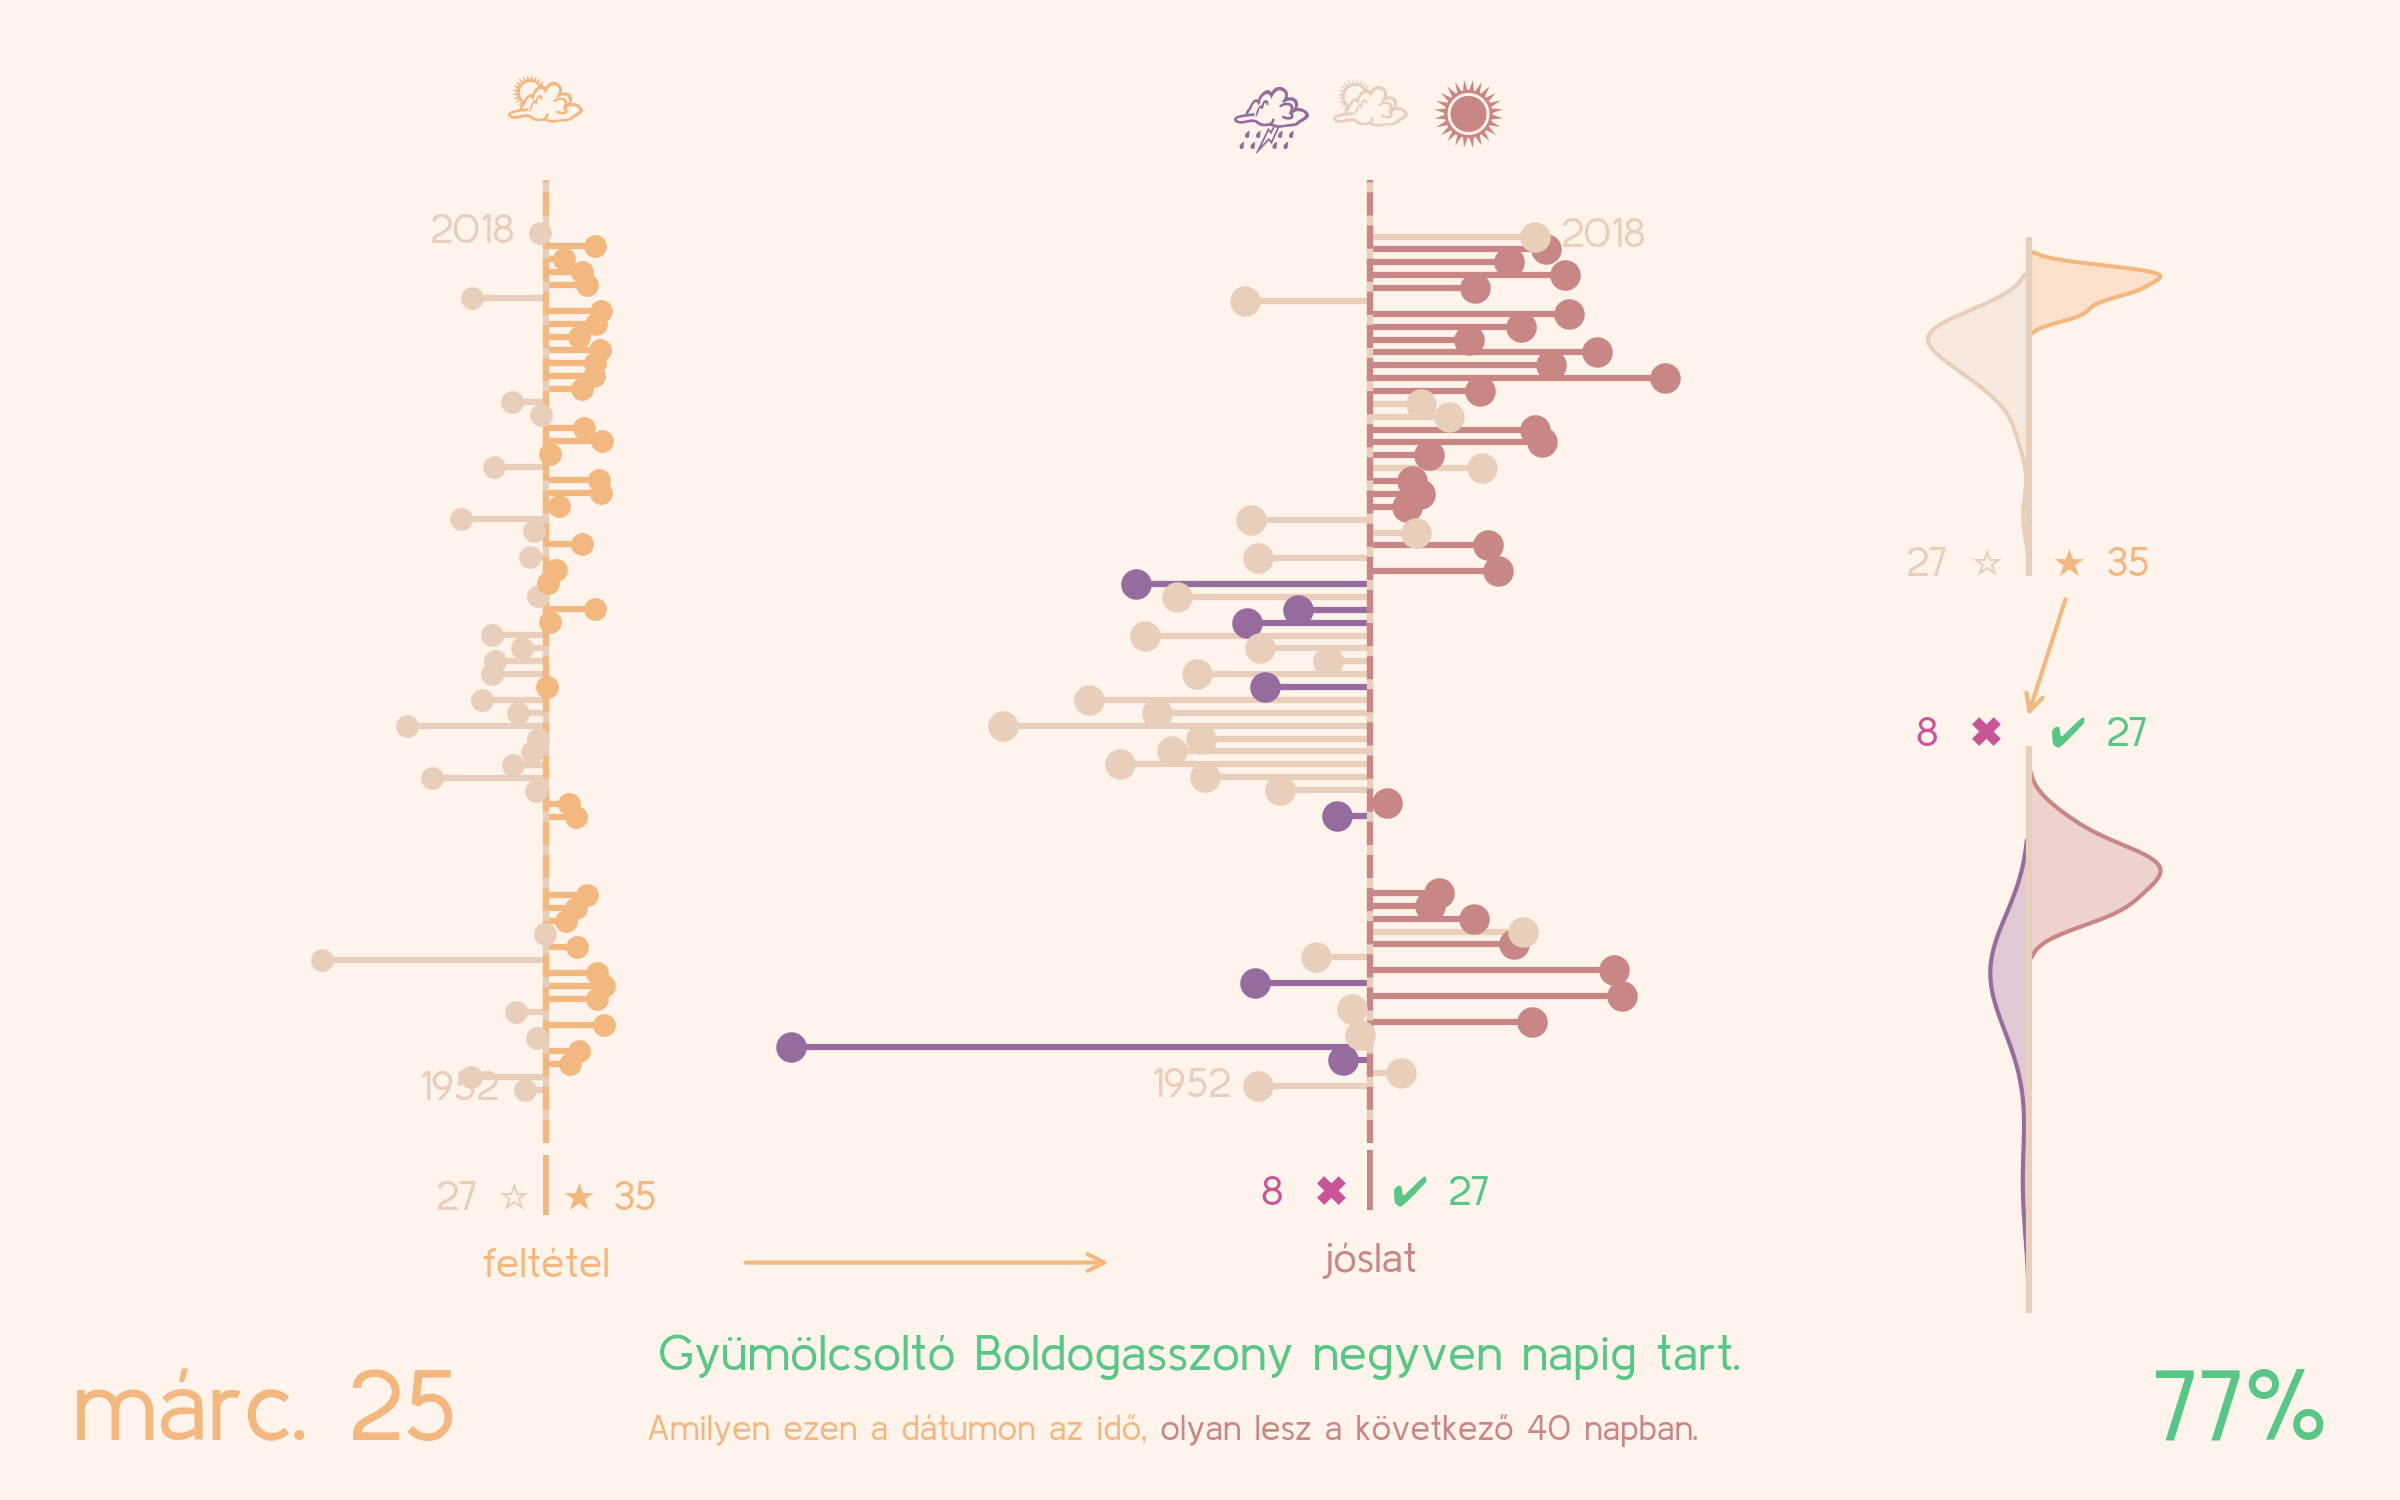 2018
2018
27 ☆ ★ 35
8 ✖ ✔ 27
1952
1952
27 ☆ ★ 35
8 ✖ ✔ 27
feltétel
jóslat
Gyümölcsoltó Boldogasszony negyven napig tart.
márc. 25
77%
Amilyen ezen a dátumon az idő, olyan lesz a következő 40 napban.